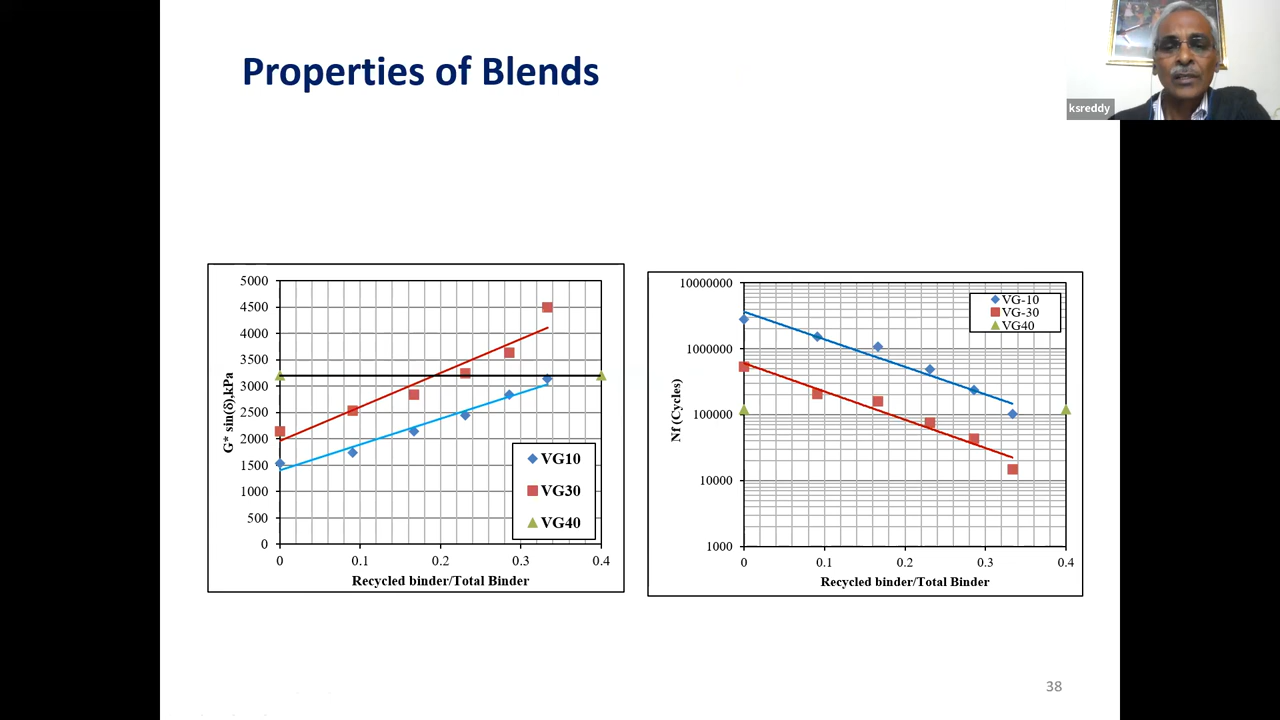 Properties of Blends
ksreddy
5000
4500
4000
3500
3000
2500
2000
1500
1000
500
0
G* sin(δ),kPa
VG10
VG30
VG40
0 0.1 0.2 0.3 0.4
Recycled binder/Total Binder
10000000
1000000
100000
10000
1000
Nf (Cycles)
VG-10
VG-30
VG40
0 0.1 0.2 0.3 0.4
Recycled binder/Total Binder
38